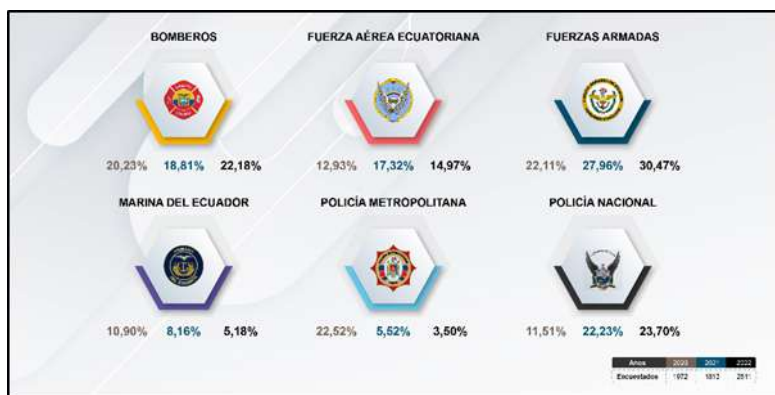 BOMBEROS
FUERZA AÉREA ECUATORIANA
FUERZAS ARMADAS
20,23% 18,81% 22,18%
12,93% 17,32% 14,97%
22,11% 27,96% 30,47%
MARINA DEL ECUADOR
POLICÍA METROPOLITANA
POLICÍA NACIONAL
10,90% 8,16% 5,18%
22,52% 5,52% 3,50%
11,51% 22,23% 23,70%
Años 2020 2021 2022
Encuestados 1972